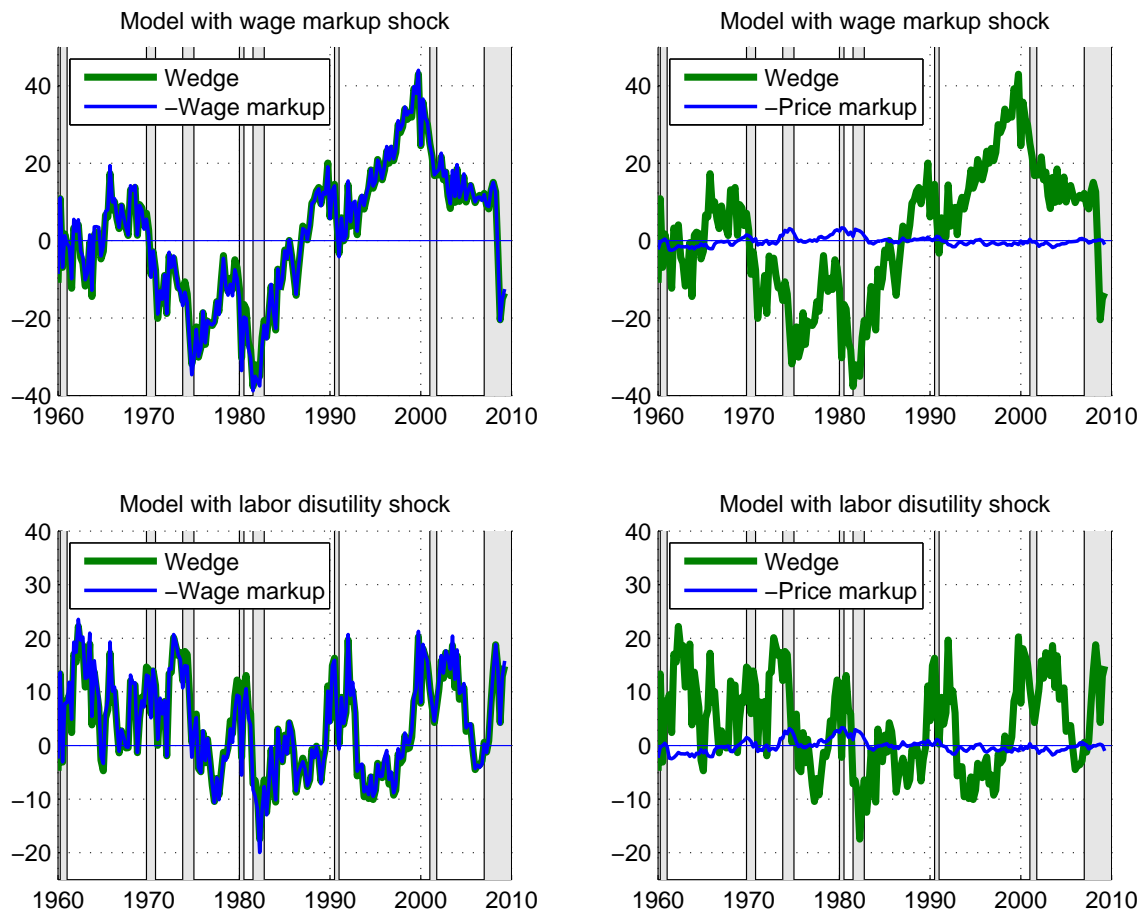 Model with wage markup shock
Wedge
−Wage markup
40
20
0
−20
−40
1960 1970 1980 1990 2000 2010
Model with wage markup shock
Wedge
−Price markup
40
20
0
−20
−40
1960 1970 1980 1990 2000 2010
Model with labor disutility shock
Wedge
−Wage markup
40
30
20
10
0
−10
−20
1960 1970 1980 1990 2000 2010
Model with labor disutility shock
Wedge
−Price markup
40
30
20
10
0
−10
−20
1960 1970 1980 1990 2000 2010